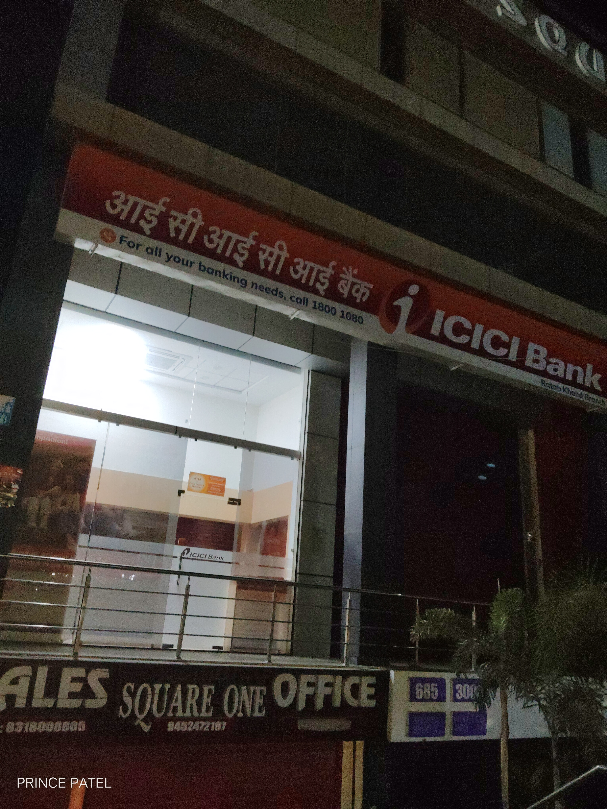 SQU
आई सी आई सी आई बैंक
For all your banking needs, call 1800 1080
i ICICI Bank
ICICI Bank
ALES SQUARE ONE OFFICE
9452472187
685 300
PRINCE PATEL